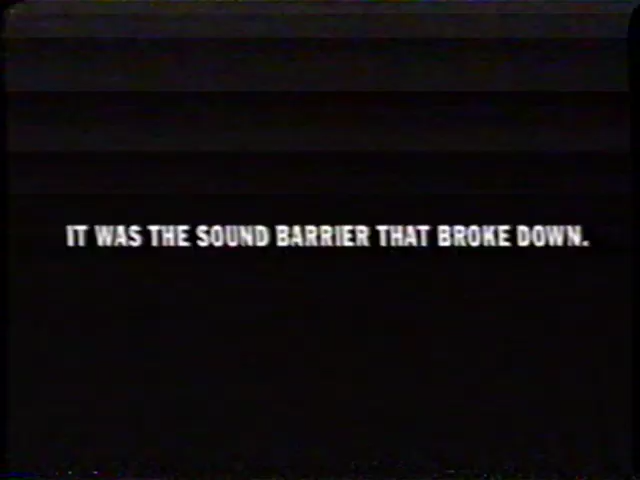 IT WAS THE SOUND BARRIER THAT BROKE DOWN.